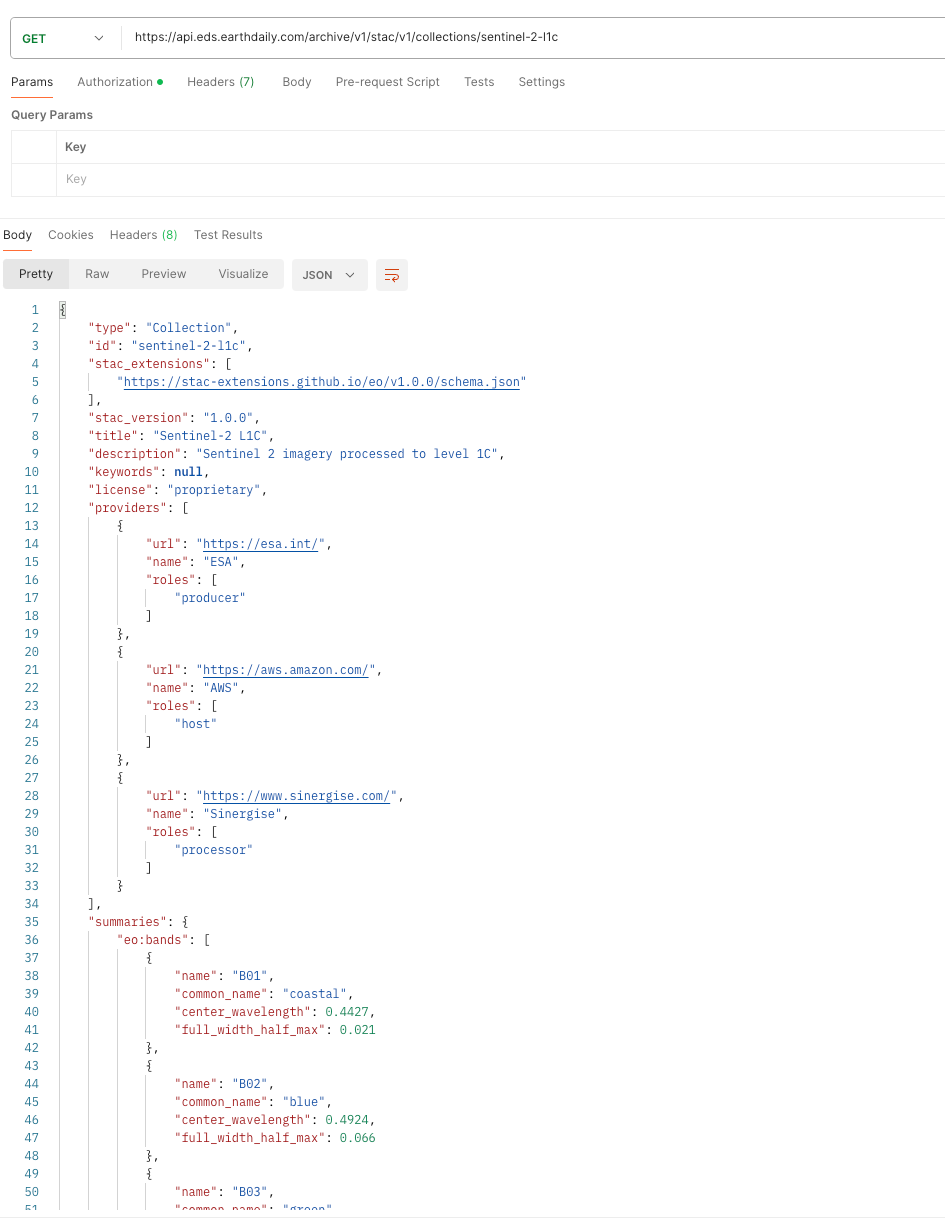 GET https://api.eds.earthdaily.com/archive/v1/stac/v1/collections/sentinel-2-l1c
Params Authorization Headers (7) Body Pre-request Script Tests Settings
Query Params
Key
Key
Body Cookies Headers (8) Test Results
Pretty Raw Preview Visualize JSON
1 {
2 "type": "Collection",
3 "id": "sentinel-2-l1c",
4 "stac_extensions": [
5 "https://stac-extensions.github.io/eo/v1.0.0/schema.json"
6 ],
7 "stac_version": "1.0.0",
8 "title": "Sentinel-2 L1C",
9 "description": "Sentinel 2 imagery processed to level 1C",
10 "keywords": null,
11 "license": "proprietary",
12 "providers": [
13 {
14 "url": "https://esa.int/",
15 "name": "ESA",
16 "roles": [
17 "producer"
18 ]
19 },
20 {
21 "url": "https://aws.amazon.com/",
22 "name": "AWS",
23 "roles": [
24 "host"
25 ]
26 },
27 {
28 "url": "https://www.sinergise.com/",
29 "name": "Sinergise",
30 "roles": [
31 "processor"
32 ]
33 }
34 ],
35 "summaries": {
36 "eo:bands": [
37 {
38 "name": "B01",
39 "common_name": "coastal",
40 "center_wavelength": 0.4427,
41 "full_width_half_max": 0.021
42 },
43 {
44 "name": "B02",
45 "common_name": "blue",
46 "center_wavelength": 0.4924,
47 "full_width_half_max": 0.066
48 },
49 {
50 "name": "B03",
51 "common_name": "green"